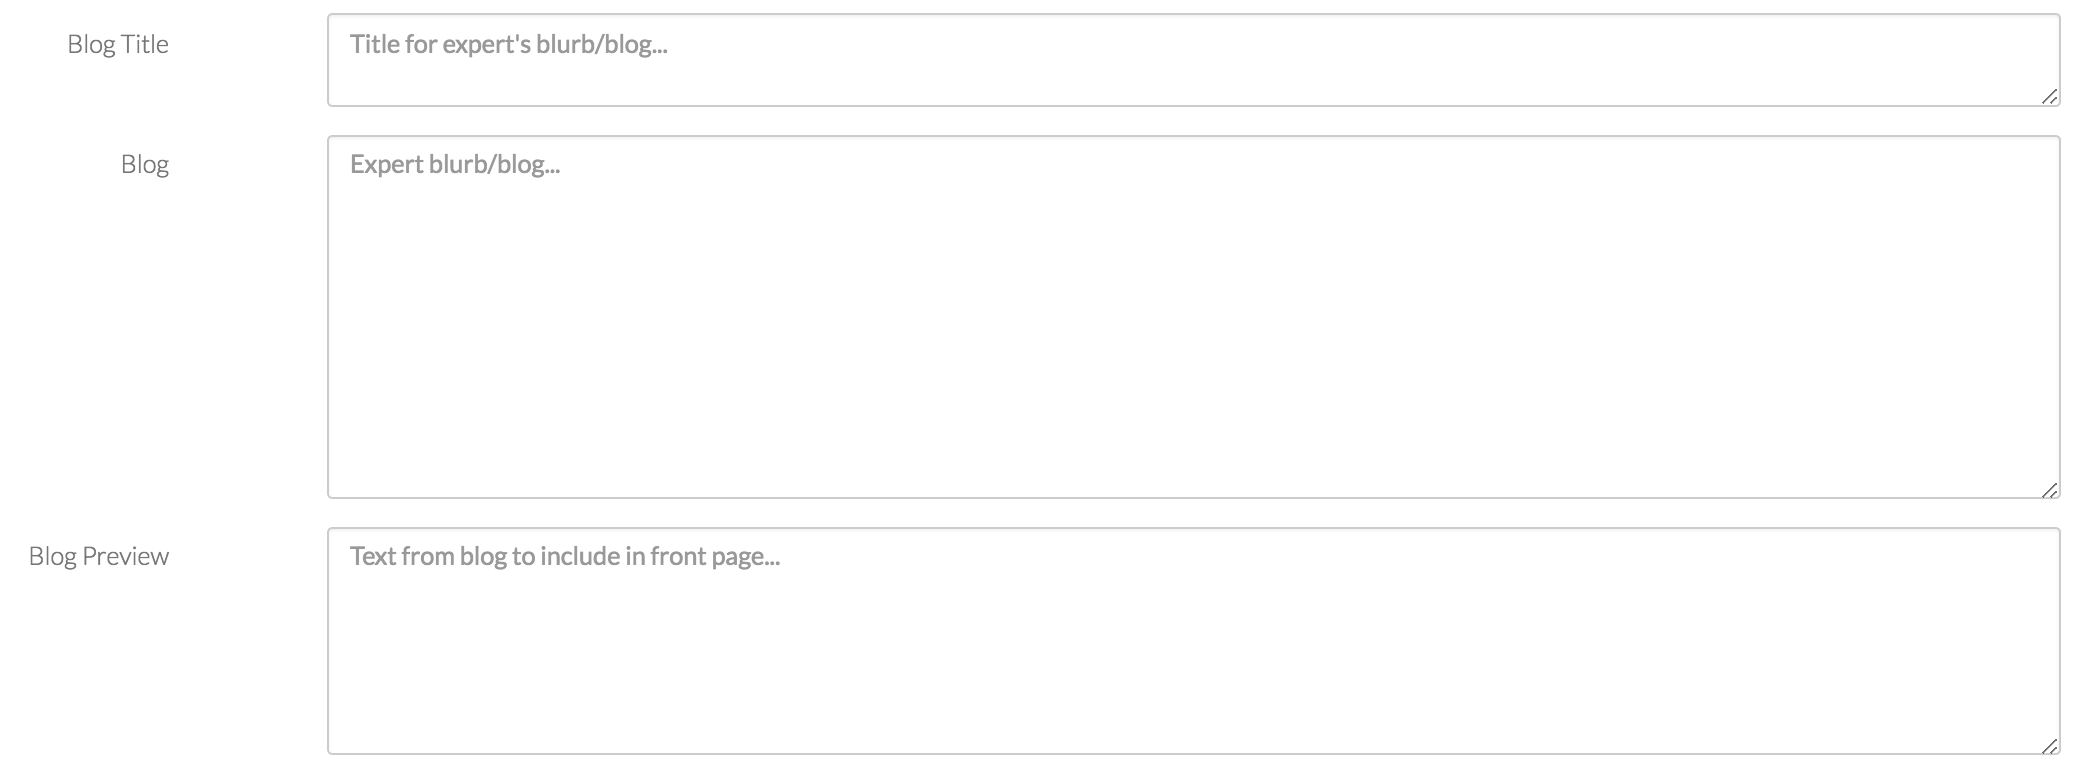 Blog Title
Title for expert's blurb/blog...
Blog
Expert blurb/blog...
Blog Preview
Text from blog to include in front page...